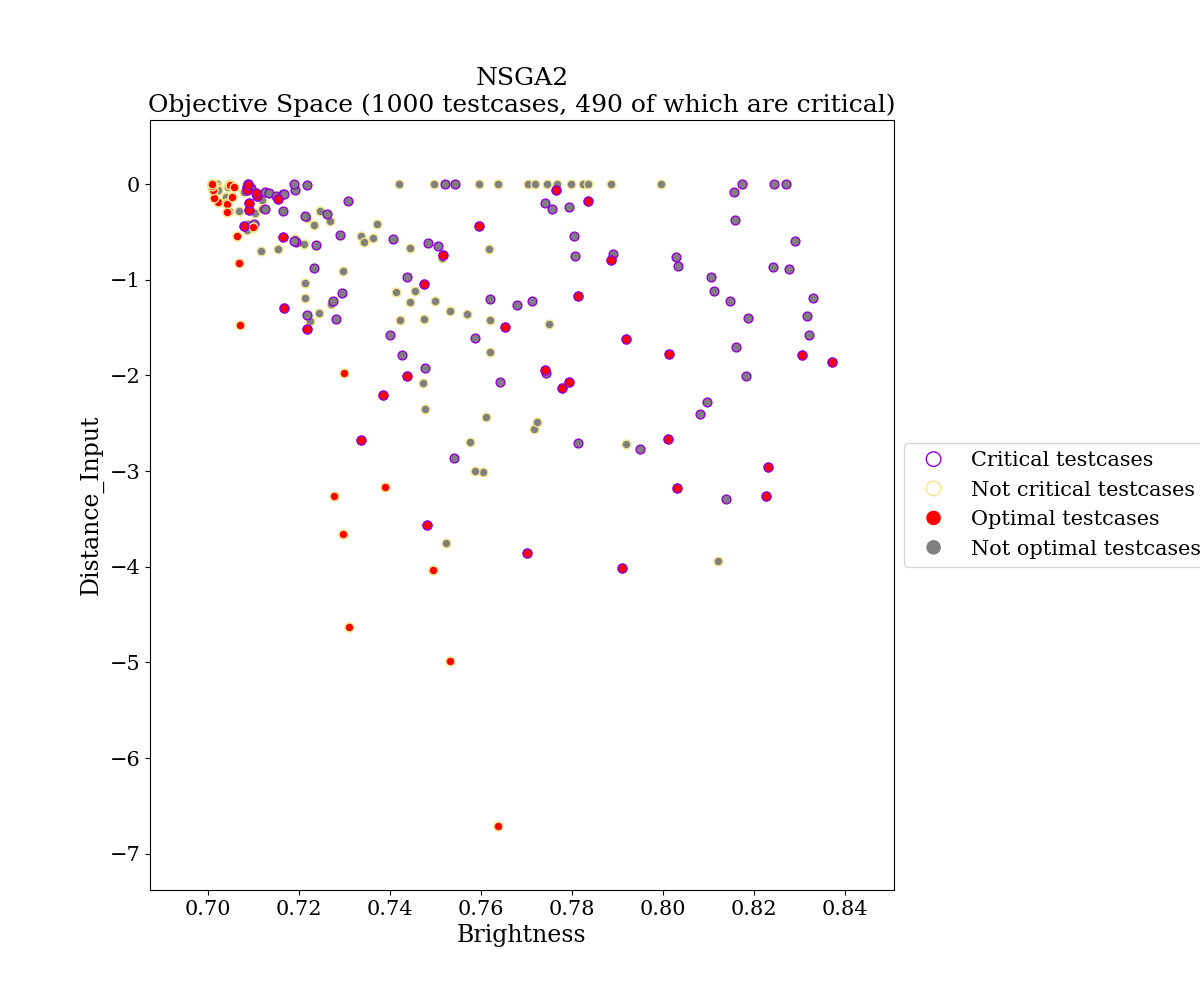 NSGA2
Objective Space (1000 testcases, 490 of which are critical)
0
−1
−2
−3
−4
−5
−6
−7
Distance_Input
0.70 0.72 0.74 0.76 0.78 0.80 0.82 0.84
Brightness
Critical testcases
Not critical testcases
Optimal testcases
Not optimal testcases